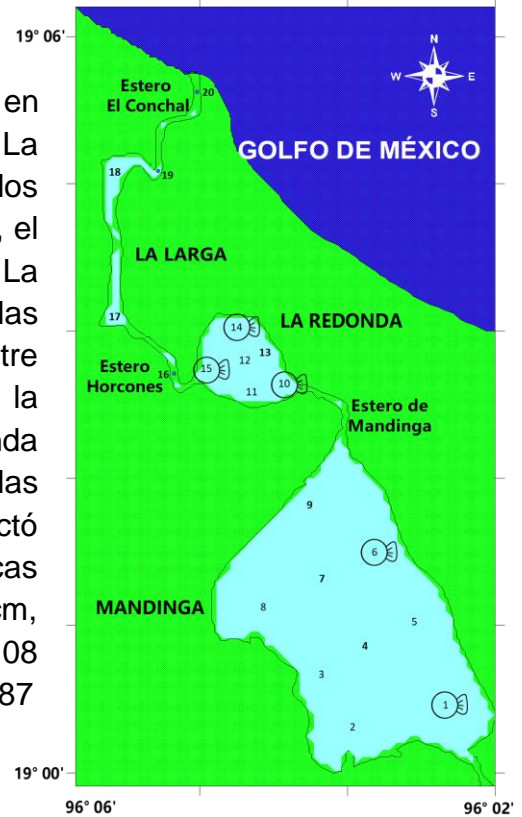 19° 06'
en
La
los
, el
La
las
tre
la
nda
las
ctó
cas
cm,
08
87
Estero
El Conchal
20
N
W E
S
GOLFO DE MÉXICO
18
19
LA LARGA
17
LA REDONDA
14
13
12
15
16
10
11
Estero
Horcones
Estero de
Mandinga
9
6
7
MANDINGA
8
5
4
3
1
2
19° 00'
96° 06'
96° 02'